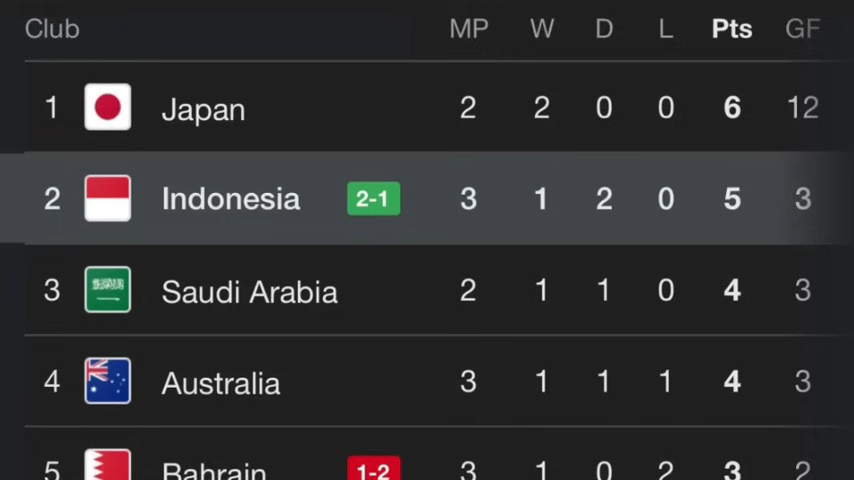 Club MP W D L Pts GF
1 Japan 2 2 0 0 6 12
2 Indonesia 2-1 3 1 2 0 5 3
3 Saudi Arabia 2 1 1 0 4 3
4 Australia 3 1 1 1 4 3
5 Bahrain 1-2 3 1 0 2 3 2